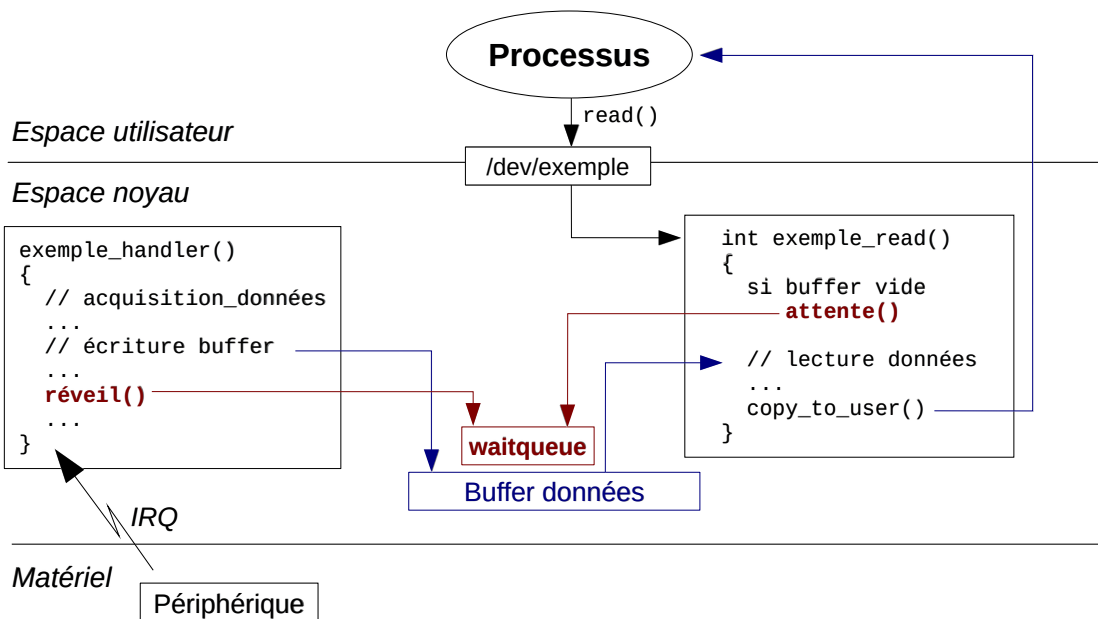 Processus
read()
Espace utilisateur
/dev/exemple
Espace noyau
exemple_handler()
{
// acquisition_données
...
// écriture buffer
...
réveil()
...
}
int exemple_read()
{
si buffer vide
attente()
// lecture données
...
copy_to_user()
}
waitqueue
Buffer données
IRQ
Matériel
Périphérique